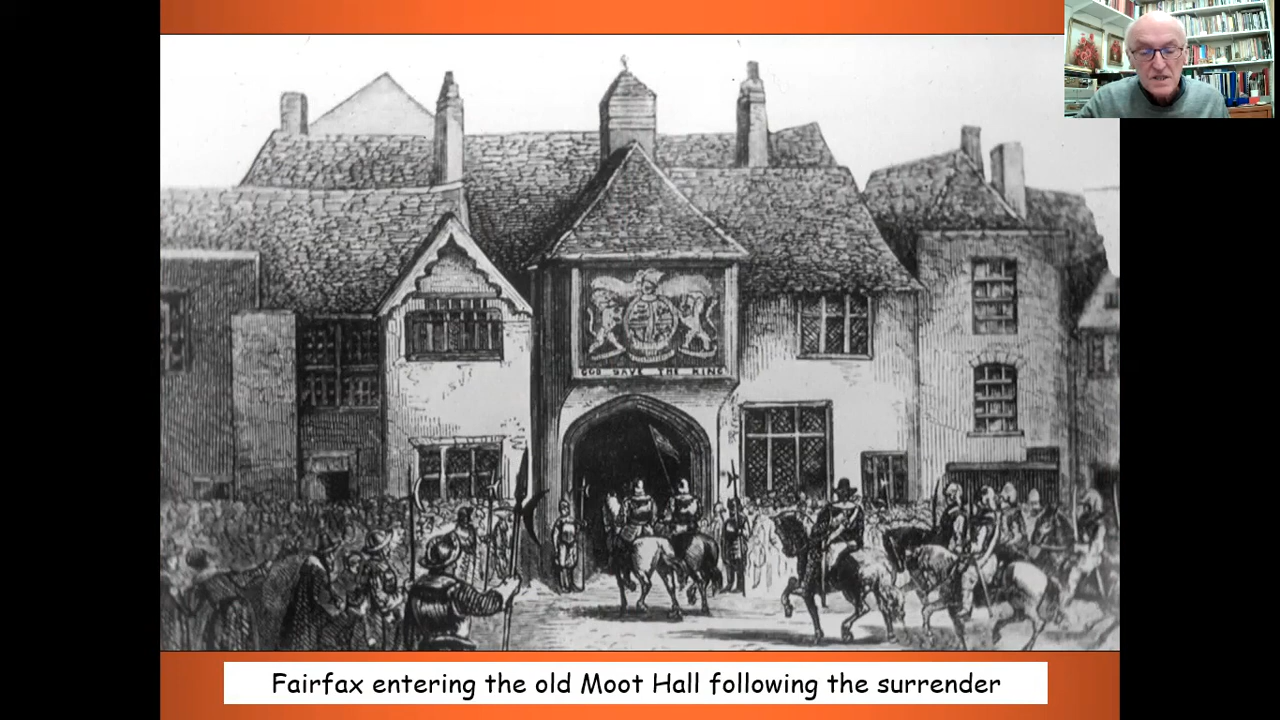 GOD SAVE THE KING
Fairfax entering the old Moot Hall following the surrender